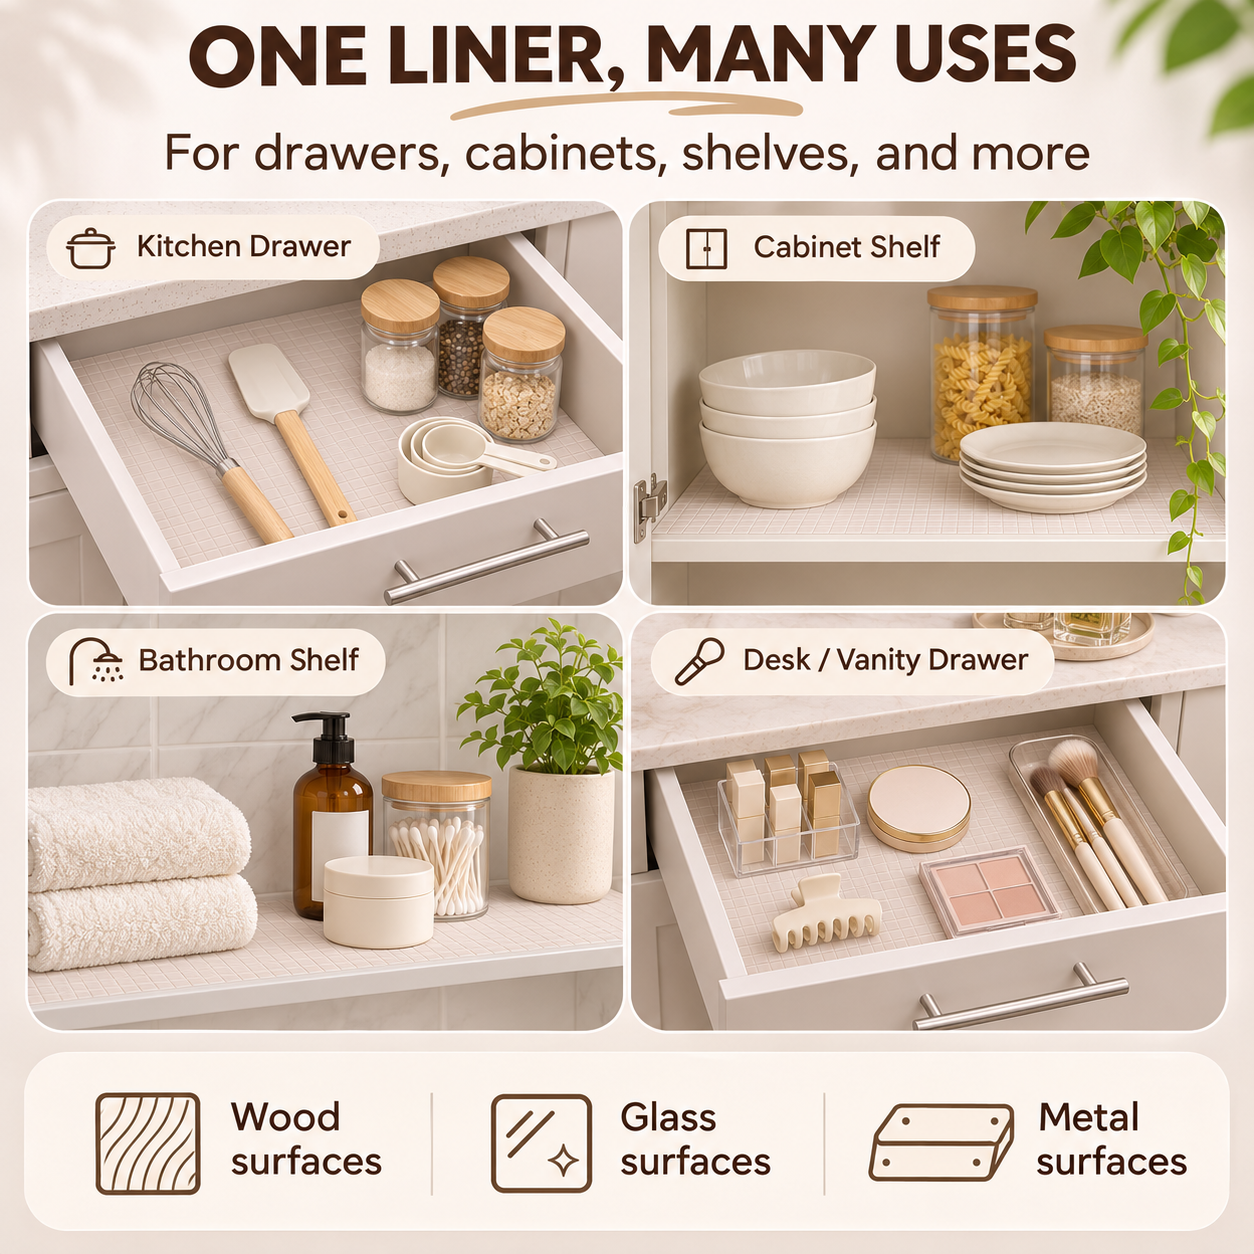 ONE LINER, MANY USES
For drawers, cabinets, shelves, and more
Kitchen Drawer
Cabinet Shelf
Bathroom Shelf
Desk / Vanity Drawer
Wood
surfaces
Glass
surfaces
Metal
surfaces